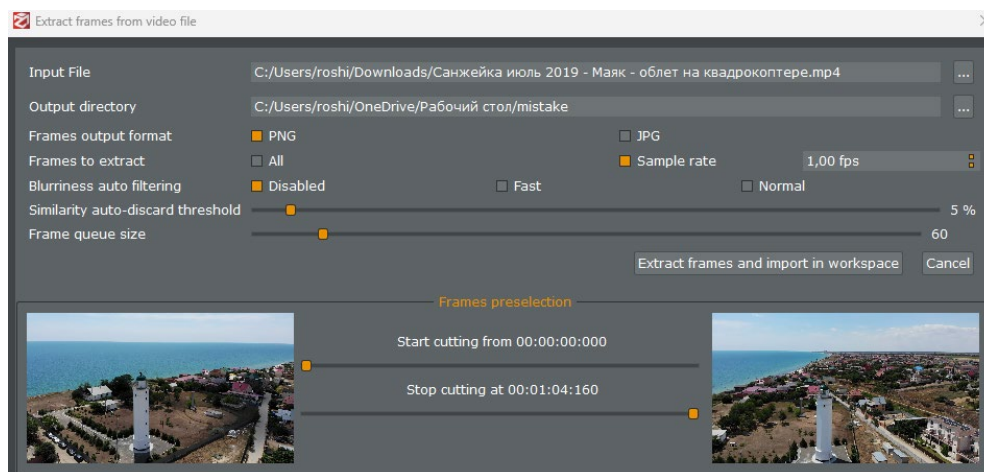 Extract frames from video file
Input File C:/Users/roshi/Downloads/Санжейка июль 2019 - Маяк - облет на квадрокоптере.mp4 ...
Output directory C:/Users/roshi/OneDrive/Рабочий стол/mistake ...
Frames output format PNG JPG
Frames to extract All Sample rate 1,00 fps
Blurriness auto filtering Disabled Fast Normal
Similarity auto-discard threshold 5 %
Frame queue size 60
Extract frames and import in workspace Cancel
Frames preselection
Start cutting from 00:00:00:000
Stop cutting at 00:01:04:160